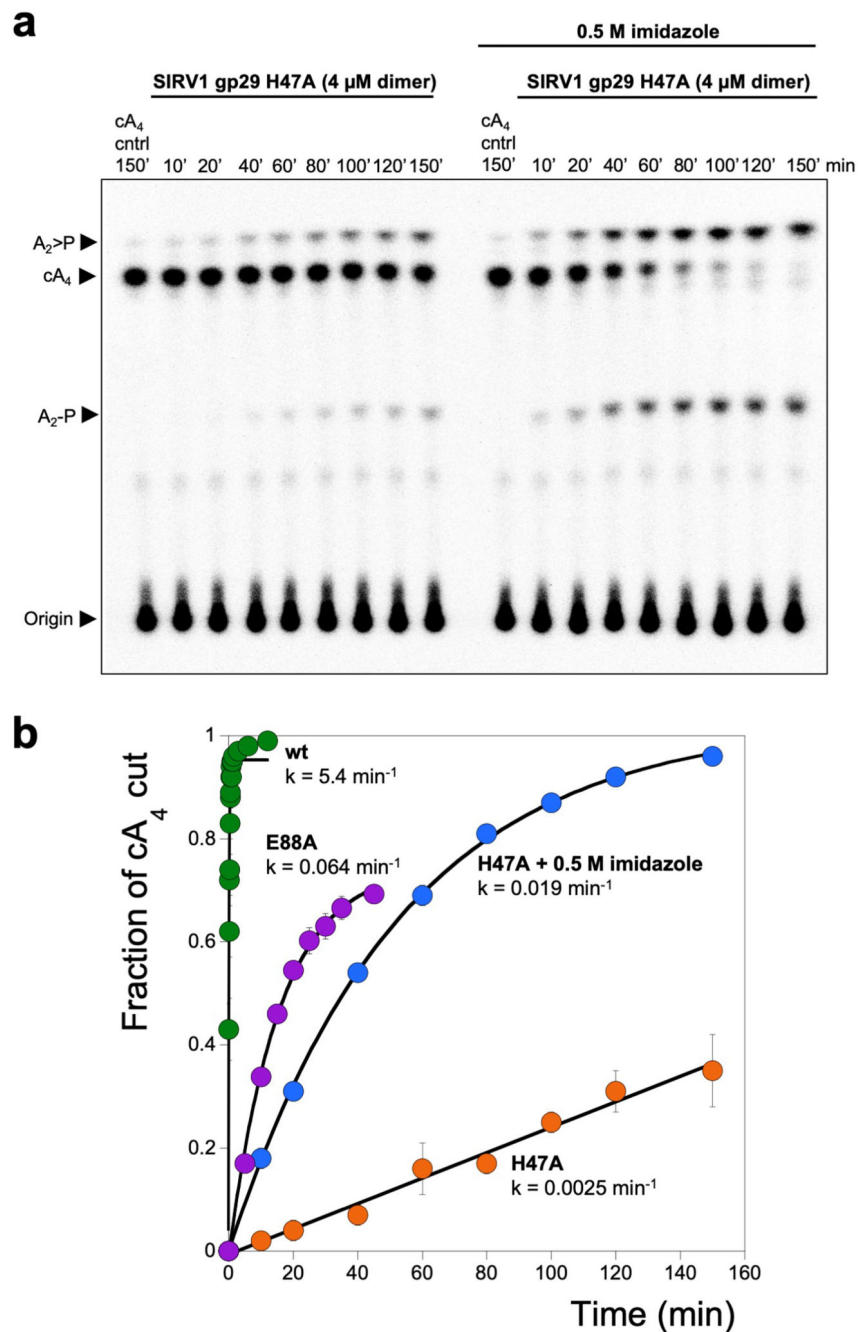 a
0.5 M imidazole
SIRV1 gp29 H47A (4 µM dimer) SIRV1 gp29 H47A (4 µM dimer)
cA₄ cA₄
cntrl cntrl
150’ 10’ 20’ 40’ 60’ 80’ 100’ 120’ 150’ 150’ 10’ 20’ 40’ 60’ 80’ 100’ 120’ 150’ min
A₂>P
cA₄
A₂-P
Origin
b
Fraction of cA₄ cut
1
0.8
0.6
0.4
0.2
0
wt
k = 5.4 min⁻¹
E88A
k = 0.064 min⁻¹
H47A + 0.5 M imidazole
k = 0.019 min⁻¹
H47A
k = 0.0025 min⁻¹
0 20 40 60 80 100 120 140 160
Time (min)